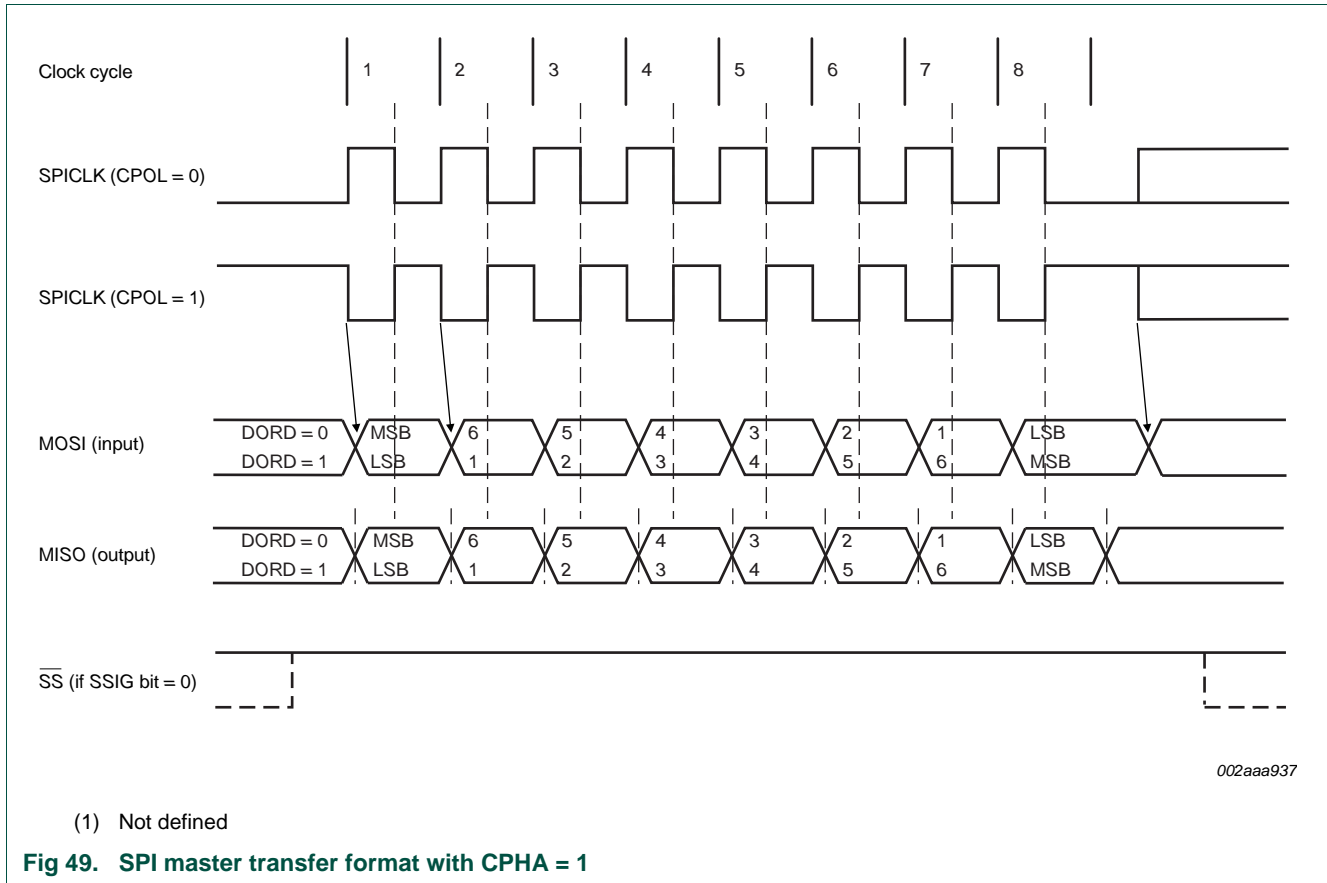 Clock cycle 1 2 3 4 5 6 7 8
SPICLK (CPOL = 0)
SPICLK (CPOL = 1)
MOSI (input) DORD = 0 MSB 6 5 4 3 2 1 LSB
DORD = 1 LSB 1 2 3 4 5 6 MSB
MISO (output) DORD = 0 MSB 6 5 4 3 2 1 LSB
DORD = 1 LSB 1 2 3 4 5 6 MSB
S̅S̅ (if SSIG bit = 0)
002aaa937
(1) Not defined
Fig 49. SPI master transfer format with CPHA = 1